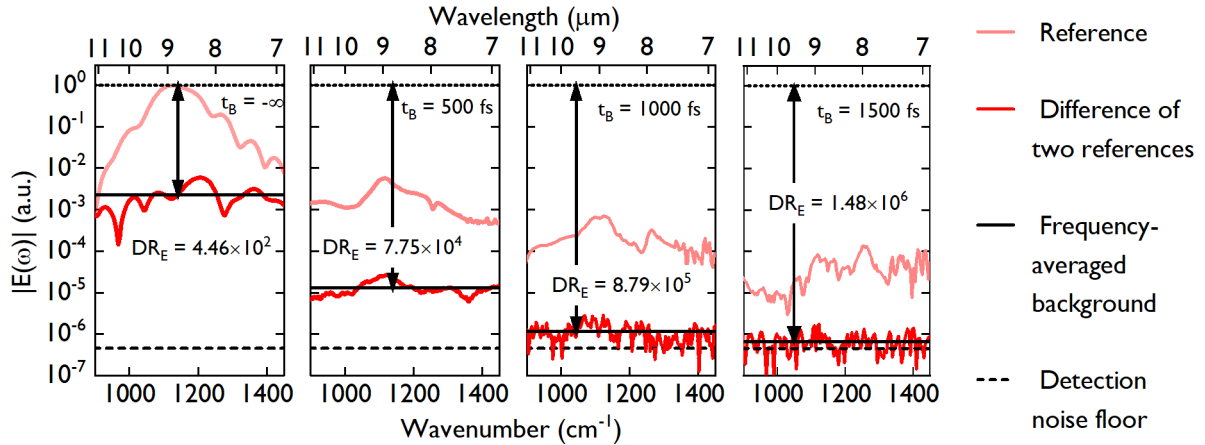 Wavelength (μm)
11 10 9 8 7
11 10 9 8 7
11 10 9 8 7
11 10 9 8 7
|E(ω)| (a.u.)
10⁰
10⁻¹
10⁻²
10⁻³
10⁻⁴
10⁻⁵
10⁻⁶
10⁻⁷
t_B = -∞
DR_E = 4.46×10²
t_B = 500 fs
DR_E = 7.75×10⁴
t_B = 1000 fs
DR_E = 8.79×10⁵
t_B = 1500 fs
DR_E = 1.48×10⁶
1000 1200 1400
1000 1200 1400
1000 1200 1400
1000 1200 1400
Wavenumber (cm⁻¹)
Reference
Difference of
two references
Frequency-
averaged
background
Detection
noise floor